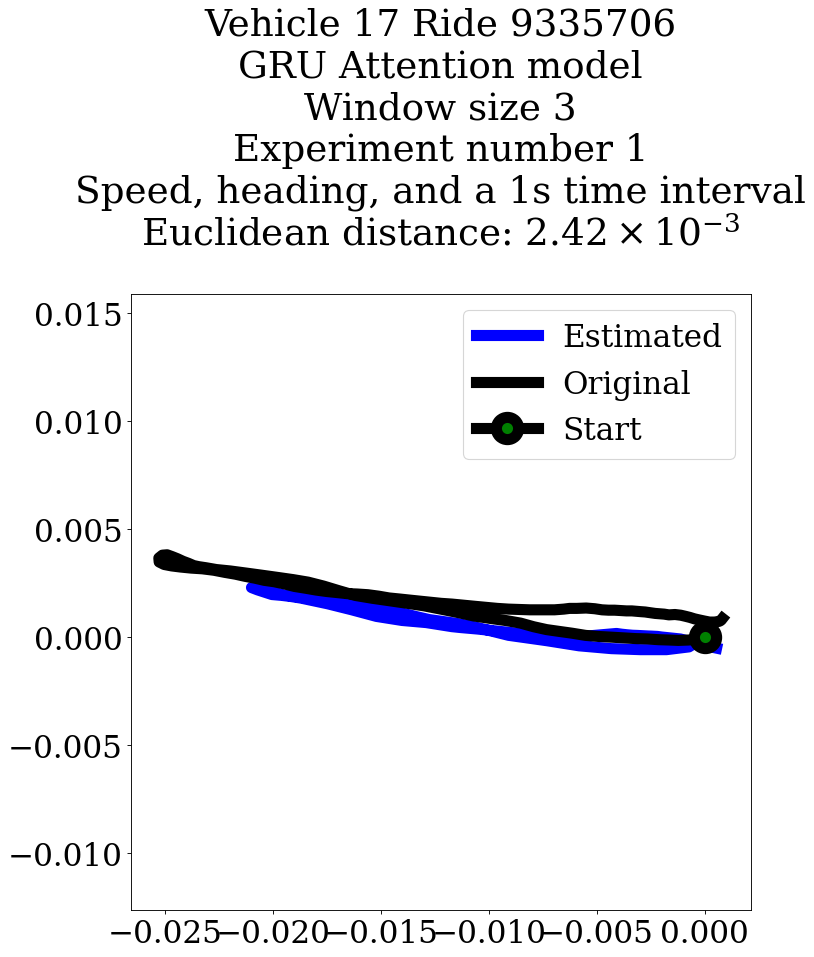 Vehicle 17 Ride 9335706
GRU Attention model
Window size 3
Experiment number 1
Speed, heading, and a 1s time interval
Euclidean distance: 2.42 × 10⁻³
Estimated
Original
Start
0.015
0.010
0.005
0.000
−0.005
−0.010
−0.025 −0.020 −0.015 −0.010 −0.005 0.000